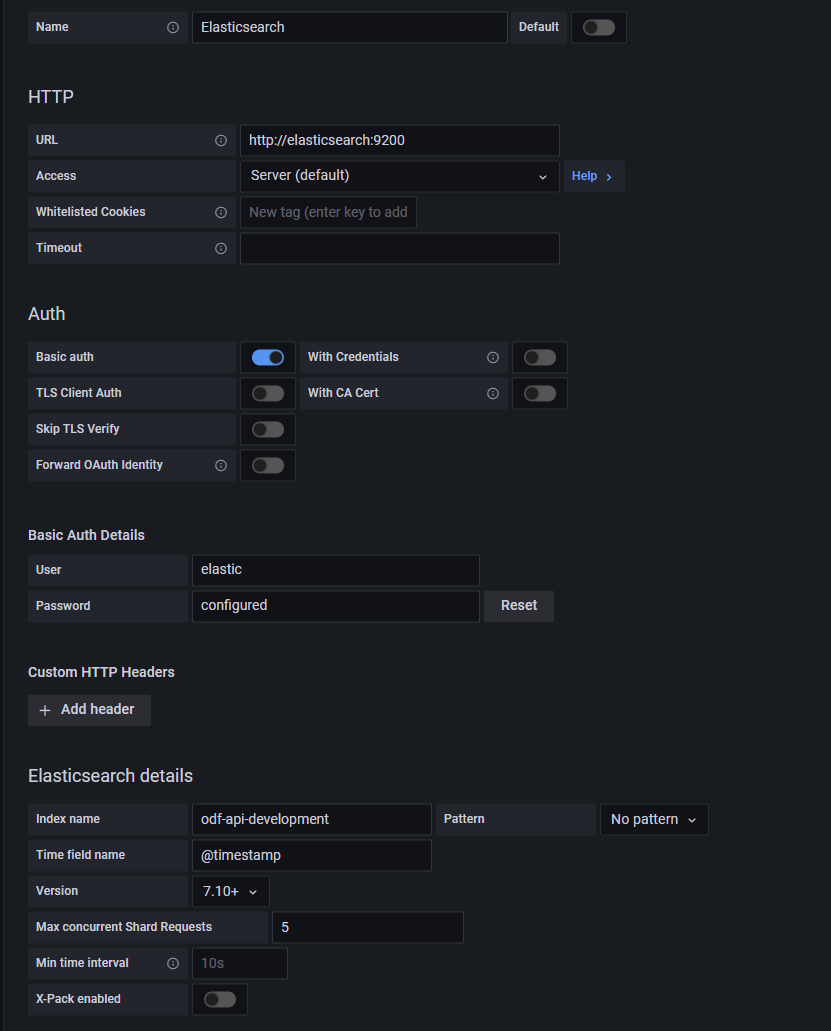 Name Elasticsearch Default
HTTP
URL http://elasticsearch:9200
Access Server (default) Help
Whitelisted Cookies New tag (enter key to add
Timeout
Auth
Basic auth With Credentials
TLS Client Auth With CA Cert
Skip TLS Verify
Forward OAuth Identity
Basic Auth Details
User elastic
Password configured Reset
Custom HTTP Headers
+ Add header
Elasticsearch details
Index name odf-api-development Pattern No pattern
Time field name @timestamp
Version 7.10+
Max concurrent Shard Requests 5
Min time interval 10s
X-Pack enabled